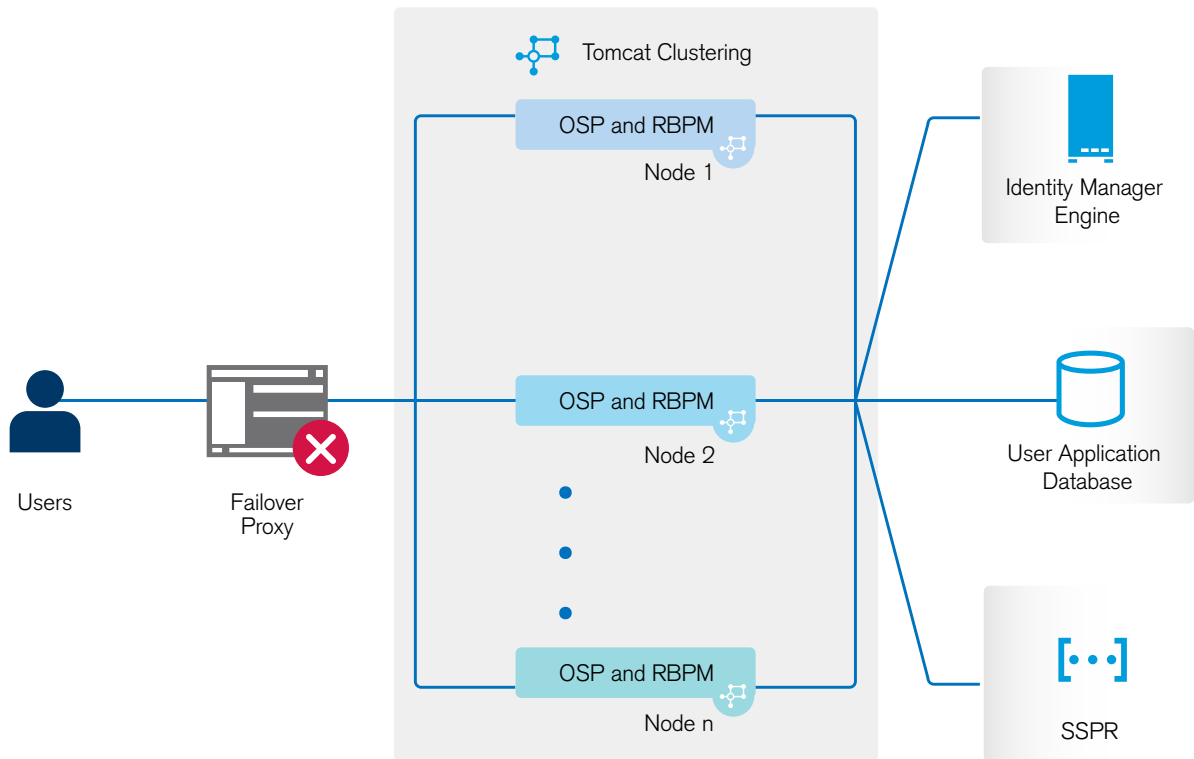 Tomcat Clustering
OSP and RBPM
Node 1
Identity Manager
Engine
OSP and RBPM
Node 2
Users
Failover
Proxy
User Application
Database
OSP and RBPM
Node n
SSPR